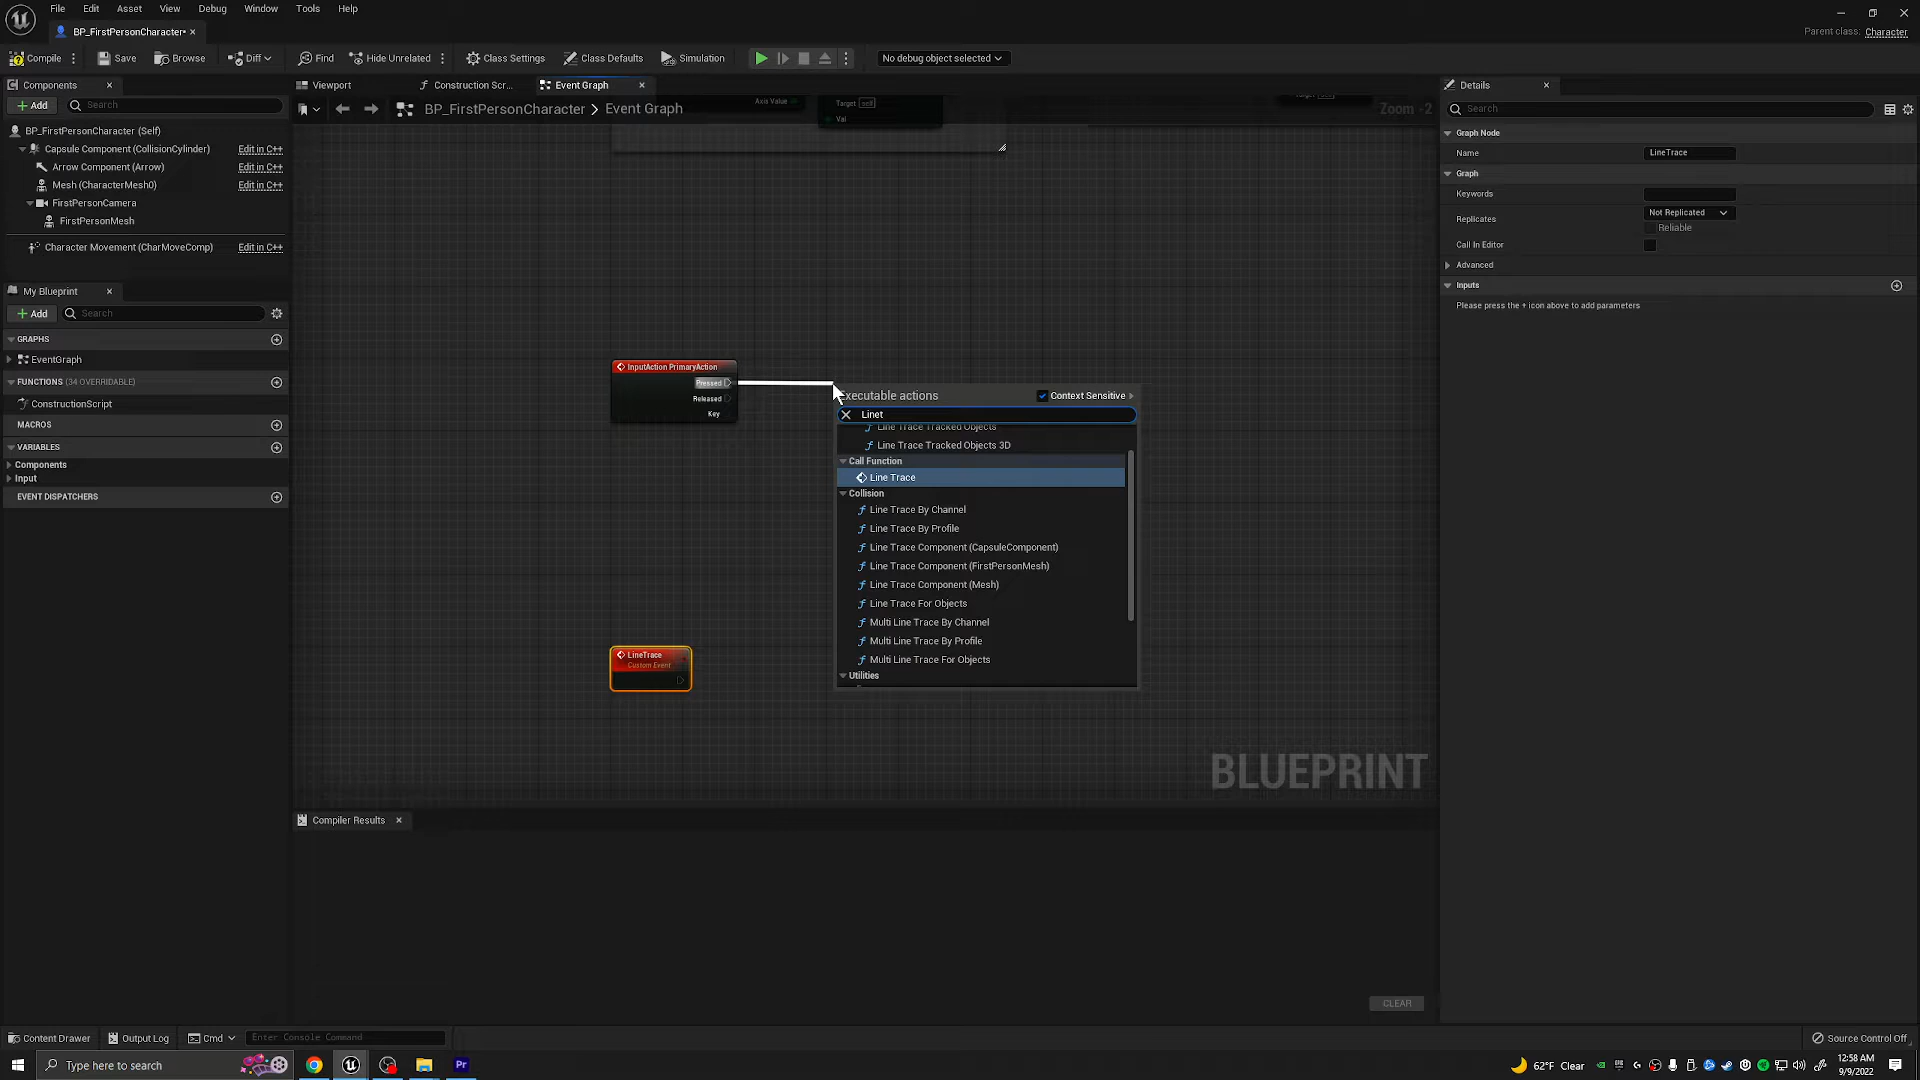 File Edit Asset View Debug Window Tools Help
BP_FirstPersonCharacter•
Parent class: Character
Compile Save Browse Diff Find Hide Unrelated Class Settings Class Defaults Simulation No debug object selected
Components
Add Search
BP_FirstPersonCharacter (Self)
Capsule Component (CollisionCylinder) Edit in C++
Arrow Component (Arrow) Edit in C++
Mesh (CharacterMesh0) Edit in C++
FirstPersonCamera
FirstPersonMesh
Character Movement (CharMoveComp) Edit in C++
My Blueprint
Add Search
GRAPHS
EventGraph
FUNCTIONS (34 OVERRIDABLE)
ConstructionScript
MACROS
VARIABLES
Components
Input
EVENT DISPATCHERS
Viewport Construction Scr... Event Graph
BP_FirstPersonCharacter > Event Graph
Zoom -2
Axis Value
Target self
Val
InputAction PrimaryAction
Pressed
Released
Key
LineTrace
Custom Event
Executable actions Context Sensitive
Linet
Line Trace Tracked Objects
Line Trace Tracked Objects 3D
Call Function
Line Trace
Collision
Line Trace By Channel
Line Trace By Profile
Line Trace Component (CapsuleComponent)
Line Trace Component (FirstPersonMesh)
Line Trace Component (Mesh)
Line Trace For Objects
Multi Line Trace By Channel
Multi Line Trace By Profile
Multi Line Trace For Objects
Utilities
BLUEPRINT
Compiler Results
CLEAR
Details
Search
Graph Node
Name LineTrace
Graph
Keywords
Replicates Not Replicated
Reliable
Call In Editor
Advanced
Inputs
Please press the + icon above to add parameters
Content Drawer Output Log Cmd Enter Console Command
Source Control Off
Type here to search
Pr
62°F Clear
12:58 AM
9/9/2022